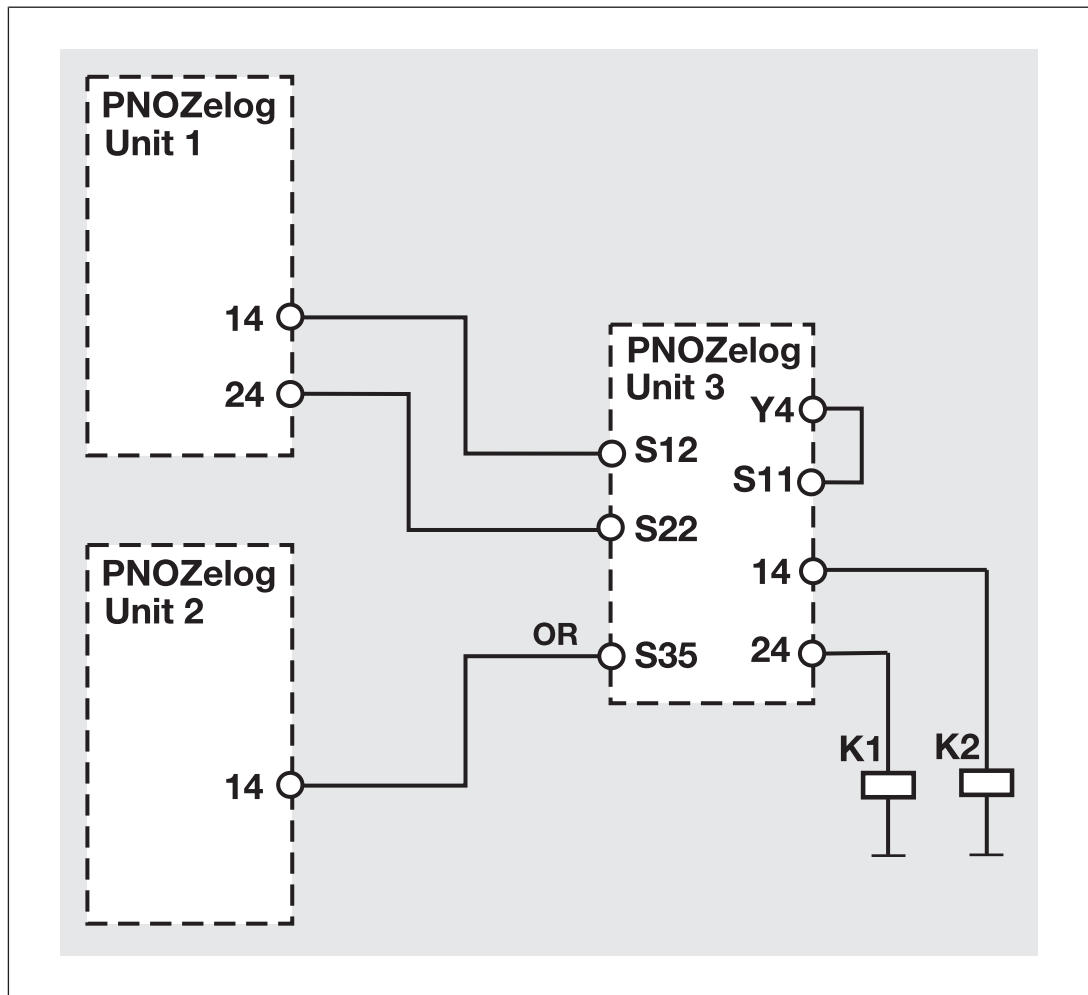 PNOZelog
Unit 1
14
24
PNOZelog
Unit 2
OR
14
PNOZelog
Unit 3
Y4
S12
S11
S22
14
S35
24
K1
K2